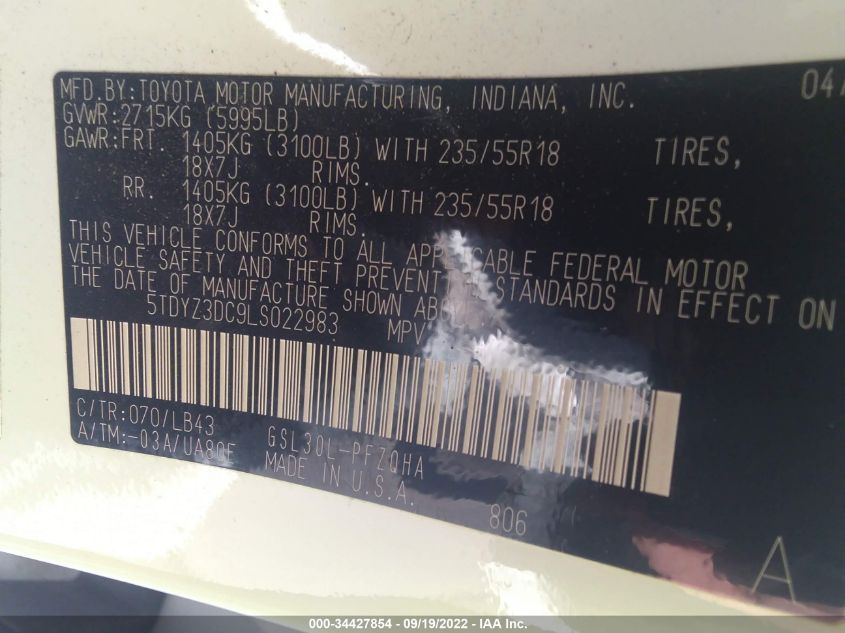 MFD.BY:TOYOTA MOTOR MANUFACTURING, INDIANA, INC. 04/
GVWR:2715KG (5995LB)
GAWR:FRT. 1405KG (3100LB) WITH 235/55R18 TIRES,
18X7J RIMS.
RR. 1405KG (3100LB) WITH 235/55R18 TIRES,
18X7J RIMS.
THIS VEHICLE CONFORMS TO ALL APPLICABLE FEDERAL MOTOR
VEHICLE SAFETY AND THEFT PREVENT STANDARDS IN EFFECT ON
THE DATE OF MANUFACTURE SHOWN ABO
5TDYZ3DC9LS022983 MPV
C/TR:070/LB43 GSL30L-PFZQHA
A/TM:-03A/UA80E MADE IN U.S.A.
806
A
000-34427854 - 09/19/2022 - IAA Inc.